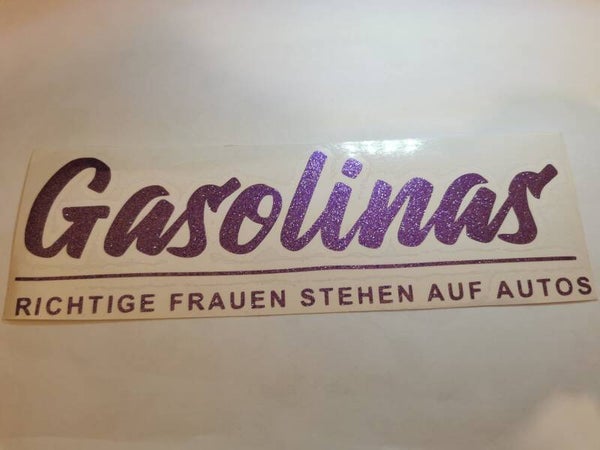 Gasolinas
RICHTIGE FRAUEN STEHEN AUF AUTOS